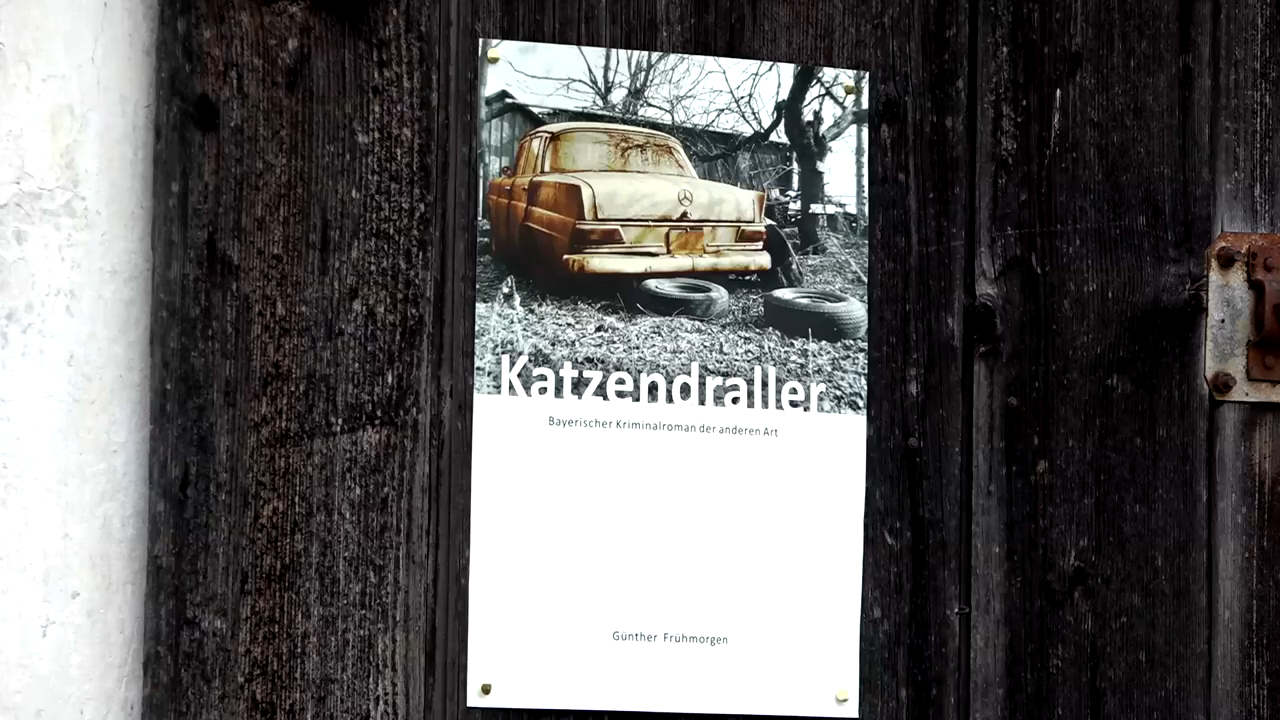 Katzendraller
Bayerischer Kriminalroman der anderen Art
Günther Frühmorgen